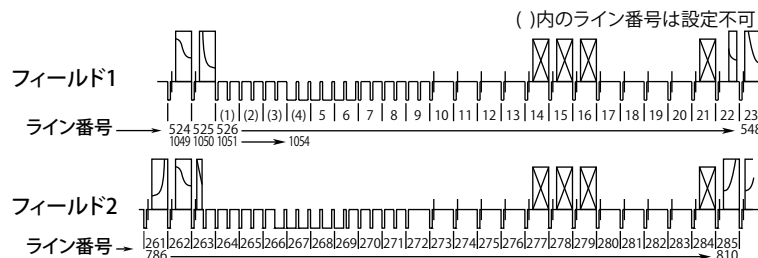 ( )内のライン番号は設定不可
フィールド1
(1) (2) (3) (4) 5 6 7 8 9 10 11 12 13 14 15 16 17 18 19 20 21 22 23
ライン番号
524 525 526 548
1049 1050 1051 1054
フィールド2
ライン番号
261 262 263 264 265 266 267 268 269 270 271 272 273 274 275 276 277 278 279 280 281 282 283 284 285
786 810